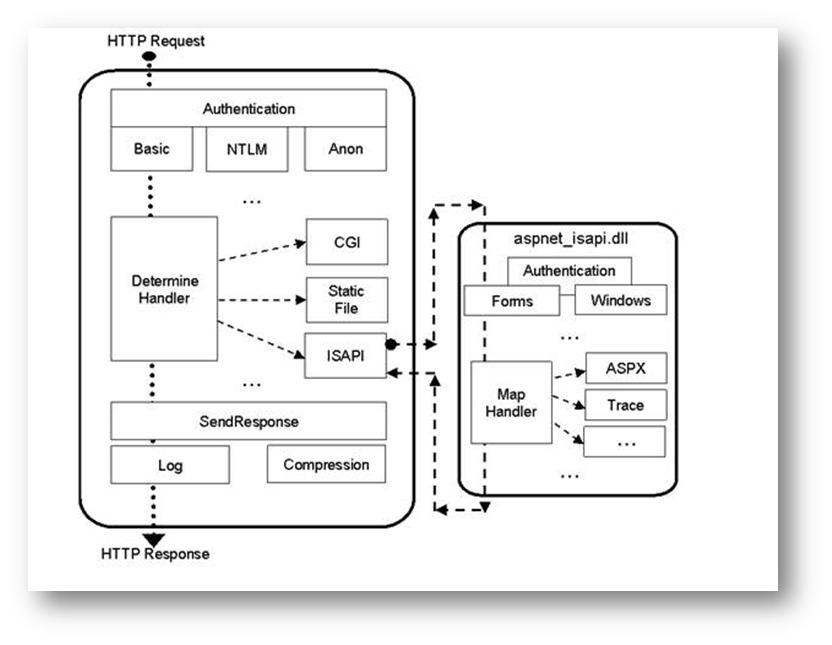 HTTP Request
Authentication
Basic
NTLM
Anon
...
Determine
Handler
CGI
Static
File
ISAPI
...
SendResponse
Log
Compression
HTTP Response
aspnet_isapi.dll
Authentication
Forms
Windows
...
Map
Handler
ASPX
Trace
...
...